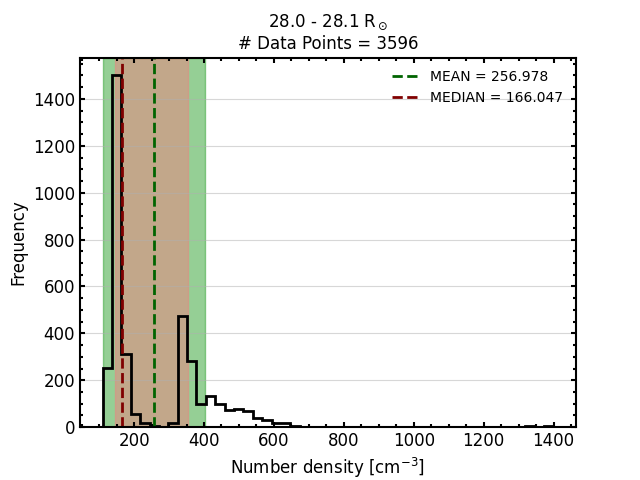 28.0 - 28.1 R⊙
# Data Points = 3596
MEAN = 256.978
MEDIAN = 166.047
1400
1200
1000
800
600
400
200
0
Frequency
200 400 600 800 1000 1200 1400
Number density [cm⁻³]